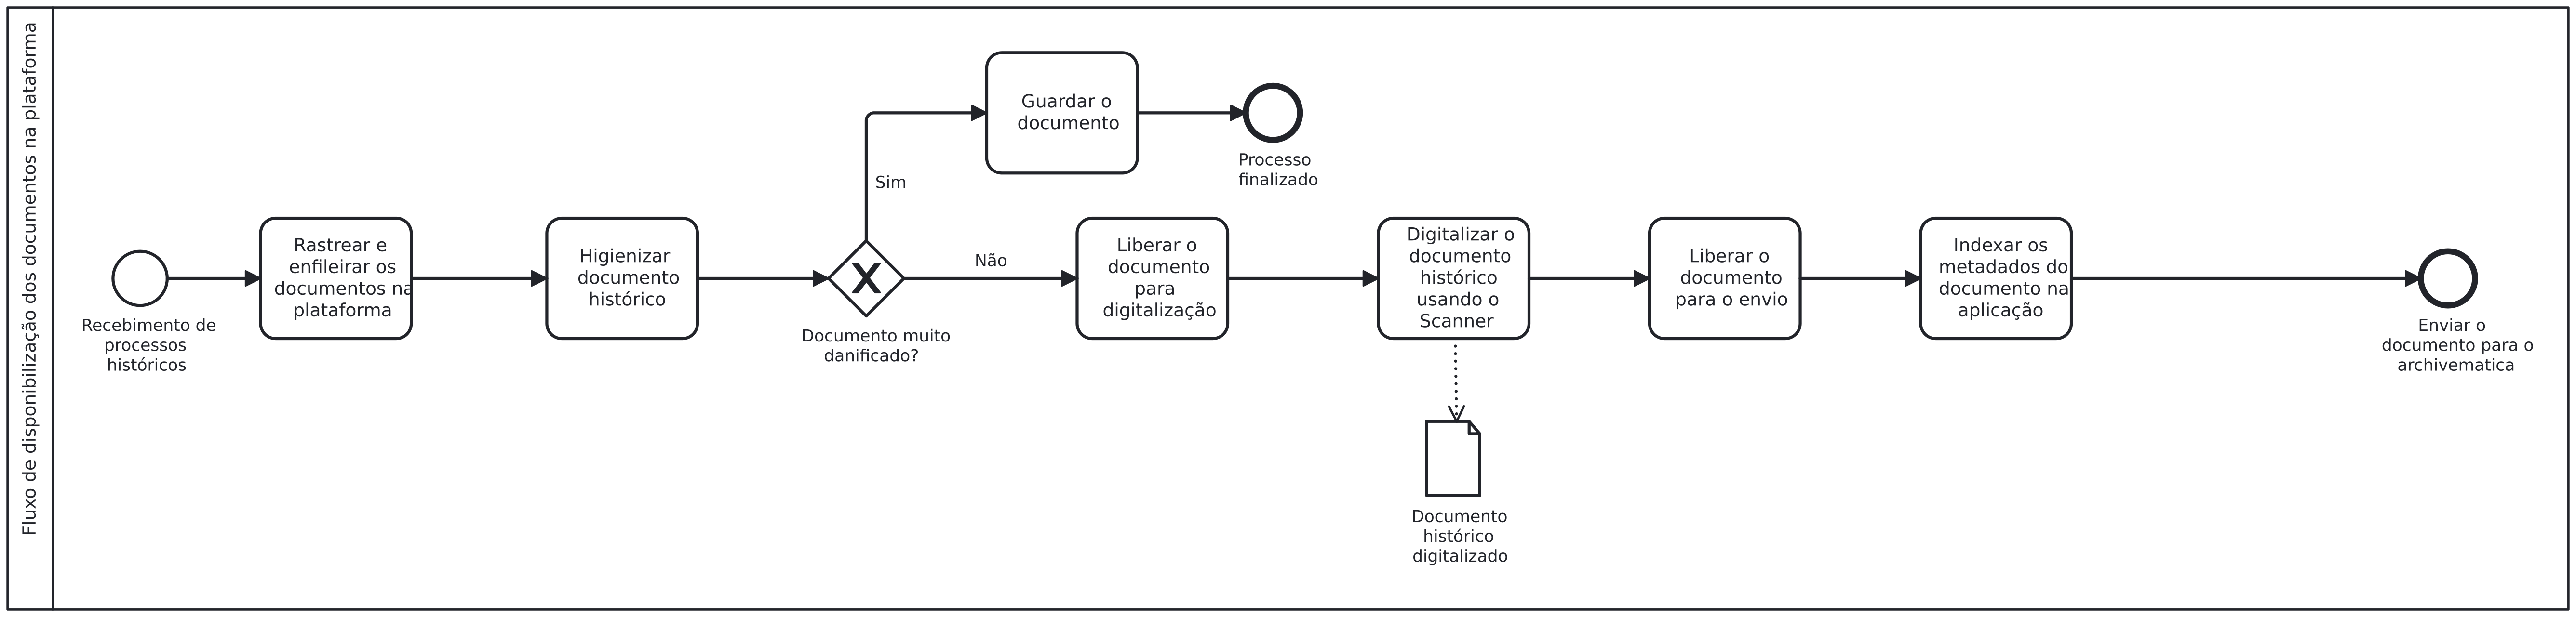 Fluxo de disponibilização dos documentos na plataforma
Guardar o
documento
Processo
finalizado
Sim
Recebimento de
processos
históricos
Rastrear e
enfileirar os
documentos na
plataforma
Higienizar
documento
histórico
Documento muito
danificado?
Não
Liberar o
documento
para
digitalização
Digitalizar o
documento
histórico
usando o
Scanner
Documento
histórico
digitalizado
Liberar o
documento
para o envio
Indexar os
metadados do
documento na
aplicação
Enviar o
documento para o
archivematica